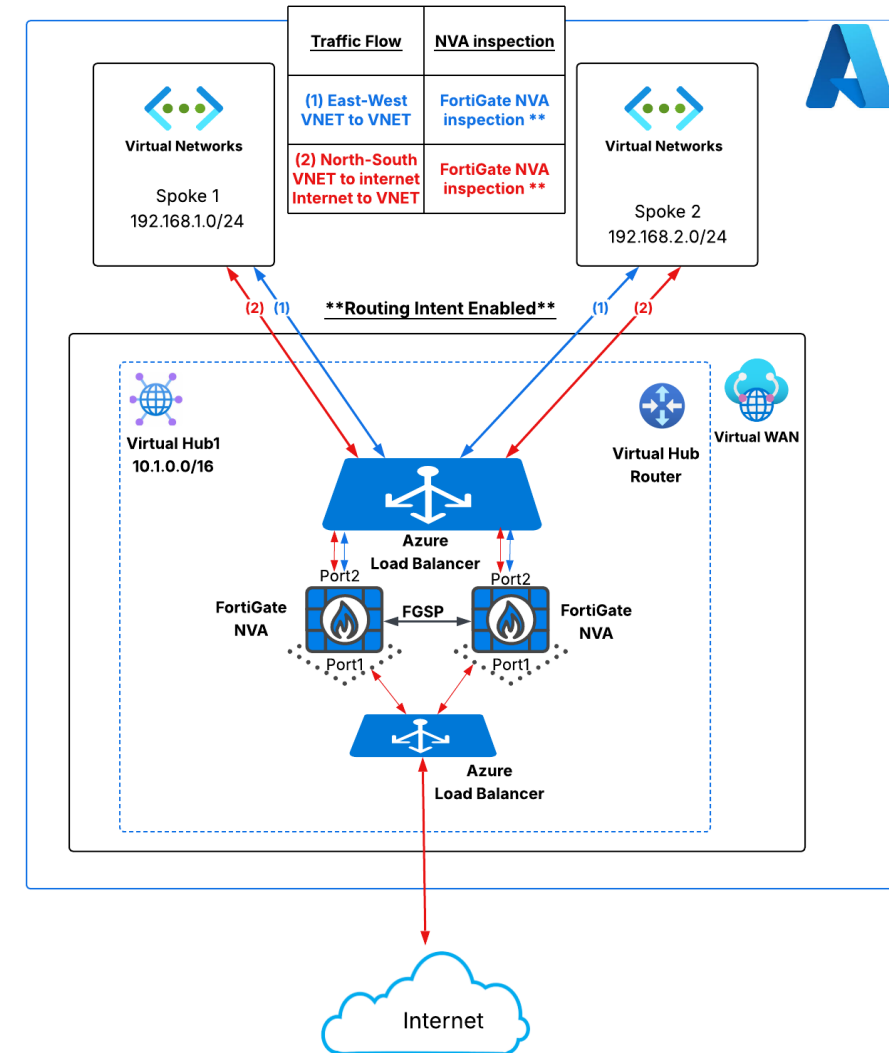 Traffic Flow
NVA inspection
(1) East-West
VNET to VNET
FortiGate NVA
inspection **
(2) North-South
VNET to internet
Internet to VNET
FortiGate NVA
inspection **
Virtual Networks
Spoke 1
192.168.1.0/24
Virtual Networks
Spoke 2
192.168.2.0/24
(2)
(1)
**Routing Intent Enabled**
(1)
(2)
Virtual Hub1
10.1.0.0/16
Virtual Hub
Router
Virtual WAN
Azure
Load Balancer
Port2
Port2
FortiGate
NVA
FGSP
FortiGate
NVA
Port1
Port1
Azure
Load Balancer
Internet